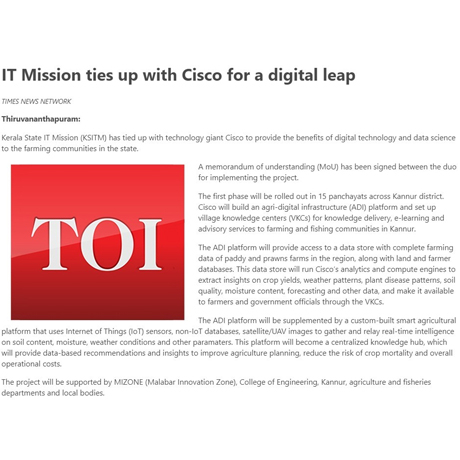 IT Mission ties up with Cisco for a digital leap
TIMES NEWS NETWORK
Thiruvananthapuram:
Kerala State IT Mission (KSITM) has tied up with technology giant Cisco to provide the benefits of digital technology and data science
to the farming communities in the state.
TOI
A memorandum of understanding (MoU) has been signed between the duo
for implementing the project.
The first phase will be rolled out in 15 panchayats across Kannur district.
Cisco will build an agri-digital infrastructure (ADI) platform and set up
village knowledge centers (VKCs) for knowledge delivery, e-learning and
advisory services to farming and fishing communities in Kannur.
The ADI platform will provide access to a data store with complete farming
data of paddy and prawns farms in the region, along with land and farmer
databases. This data store will run Cisco's analytics and compute engines to
extract insights on crop yields, weather patterns, plant disease patterns, soil
quality, moisture content, forecasting and other data, and make it available
to farmers and government officials through the VKCs.
The ADI platform will be supplemented by a custom-built smart agricultural
platform that uses Internet of Things (IoT) sensors, non-IoT databases, satellite/UAV images to gather and relay real-time intelligence
on soil content, moisture, weather conditions and other paramaters. This platform will become a centralized knowledge hub, which
will provide data-based recommendations and insights to improve agriculture planning, reduce the risk of crop mortality and overall
operational costs.
The project will be supported by MIZONE (Malabar Innovation Zone), College of Engineering, Kannur, agriculture and fisheries
departments and local bodies.